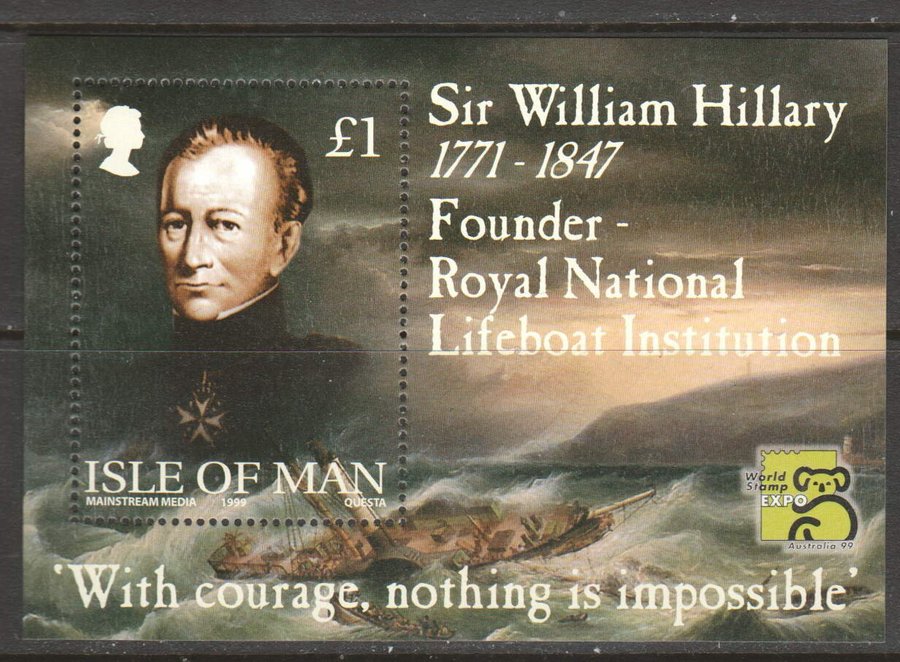 £1
Sir William Hillary
1771 - 1847
Founder -
Royal National
Lifeboat Institution
ISLE OF MAN
MAINSTREAM MEDIA 1999 QUESTA
World
Stamp
EXPO
Australia 99
'With courage, nothing is impossible'